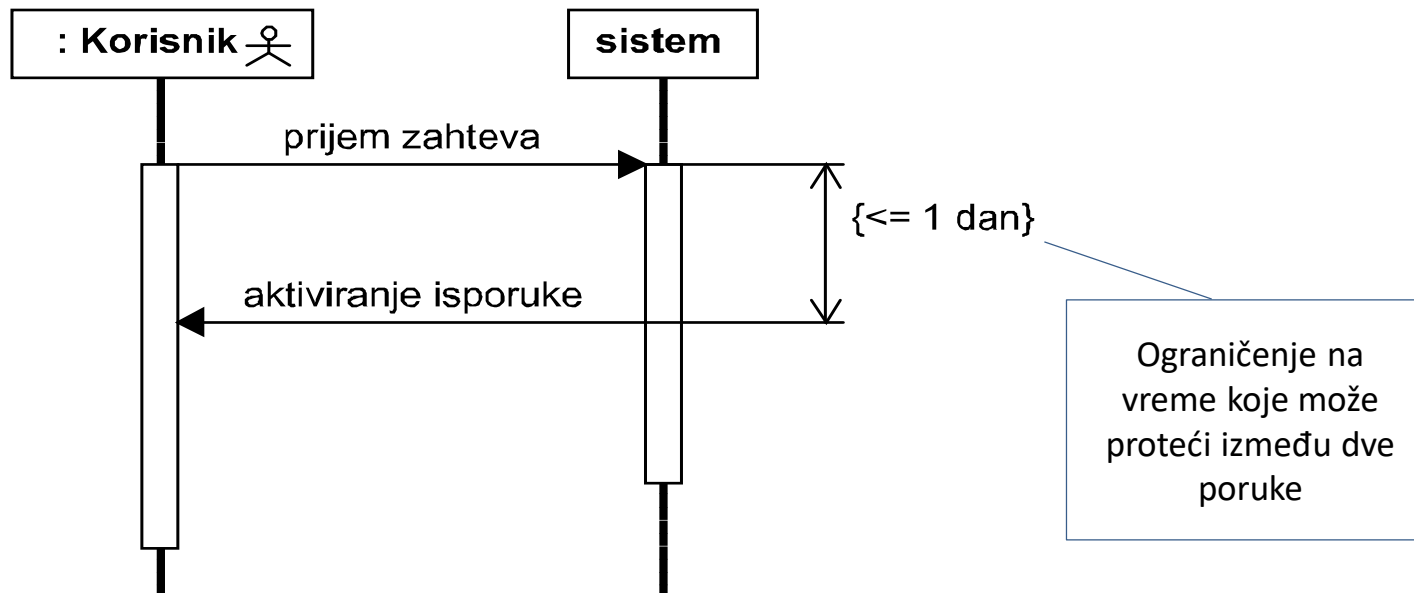 : Korisnik
sistem
prijem zahteva
{<= 1 dan}
aktiviranje isporuke
Ograničenje na
vreme koje može
proteći između dve
poruke